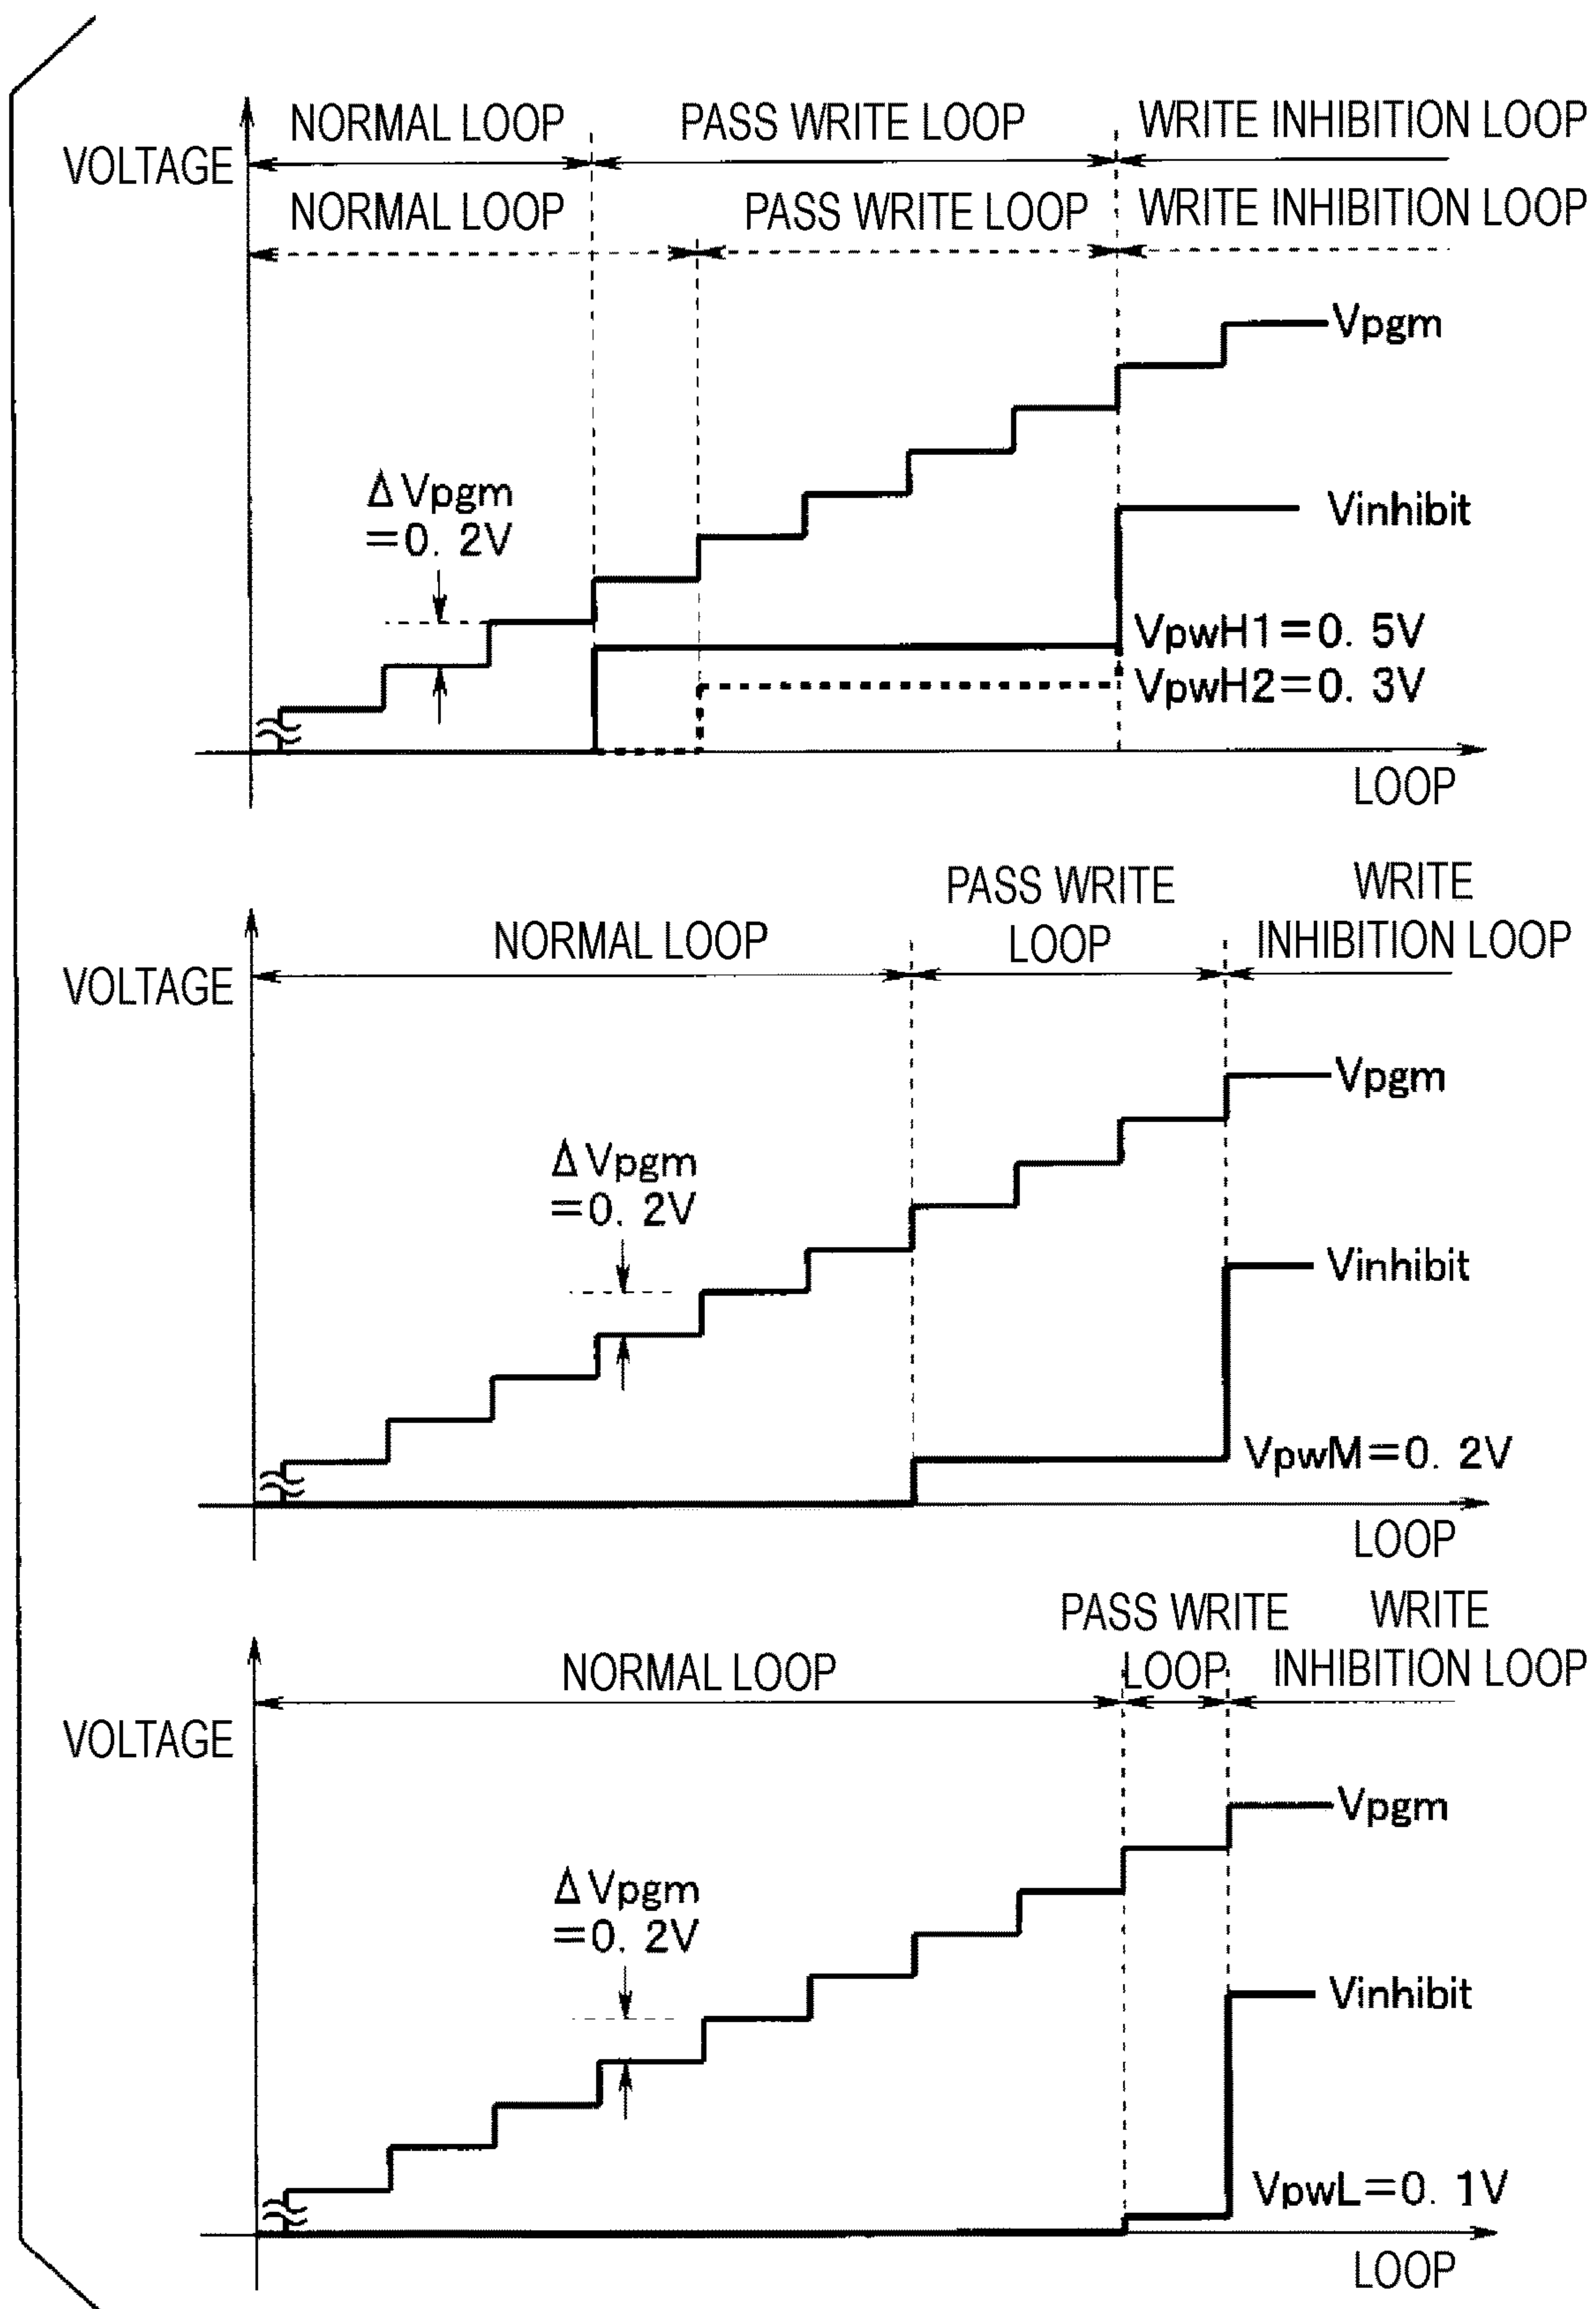 NORMAL LOOP PASS WRITE LOOP WRITE INHIBITION LOOP
VOLTAGE
NORMAL LOOP PASS WRITE LOOP WRITE INHIBITION LOOP
Vpgm
ΔVpgm
=0. 2V
Vinhibit
VpwH1=0. 5V
VpwH2=0. 3V
LOOP
PASS WRITE WRITE
NORMAL LOOP LOOP INHIBITION LOOP
VOLTAGE
Vpgm
ΔVpgm
=0. 2V
Vinhibit
VpwM=0. 2V
LOOP
PASS WRITE WRITE
NORMAL LOOP LOOP INHIBITION LOOP
VOLTAGE
Vpgm
ΔVpgm
=0. 2V
Vinhibit
VpwL=0. 1V
LOOP